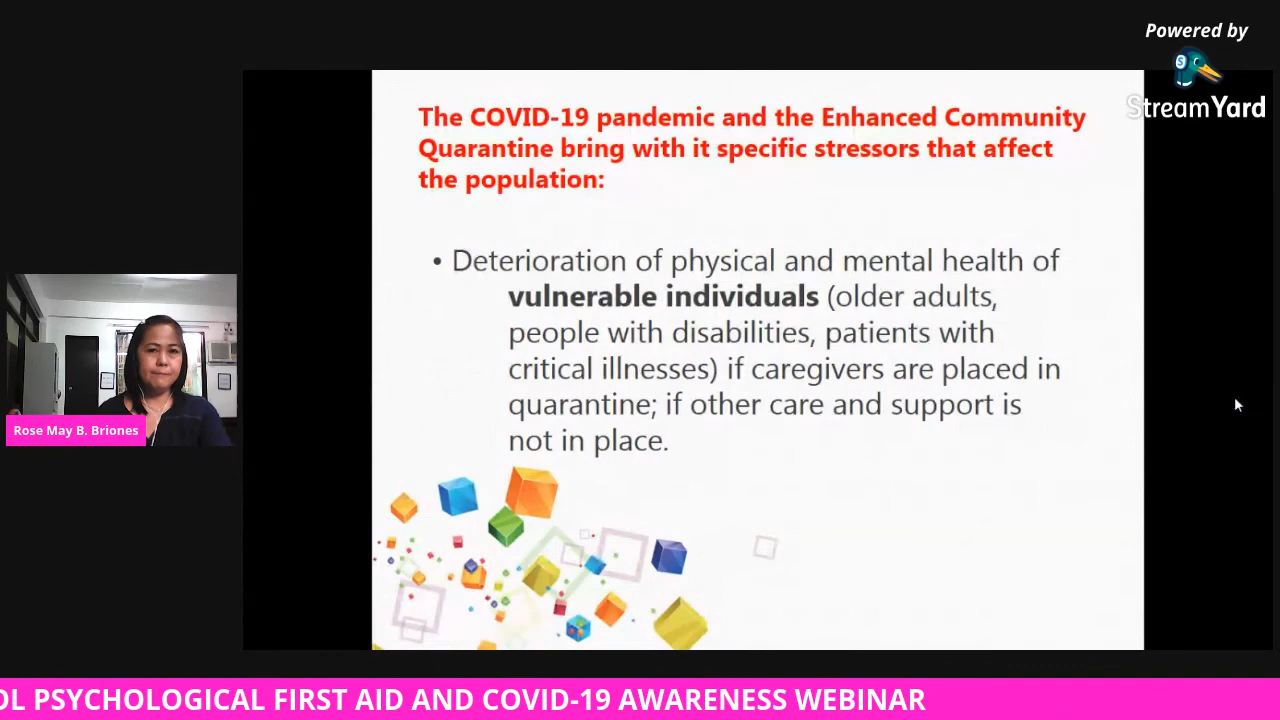 Powered by
StreamYard
The COVID-19 pandemic and the Enhanced Community
Quarantine bring with it specific stressors that affect
the population:
• Deterioration of physical and mental health of
vulnerable individuals (older adults,
people with disabilities, patients with
critical illnesses) if caregivers are placed in
quarantine; if other care and support is
not in place.
Rose May B. Briones
PSYCHOLOGICAL FIRST AID AND COVID-19 AWARENESS WEBINAR